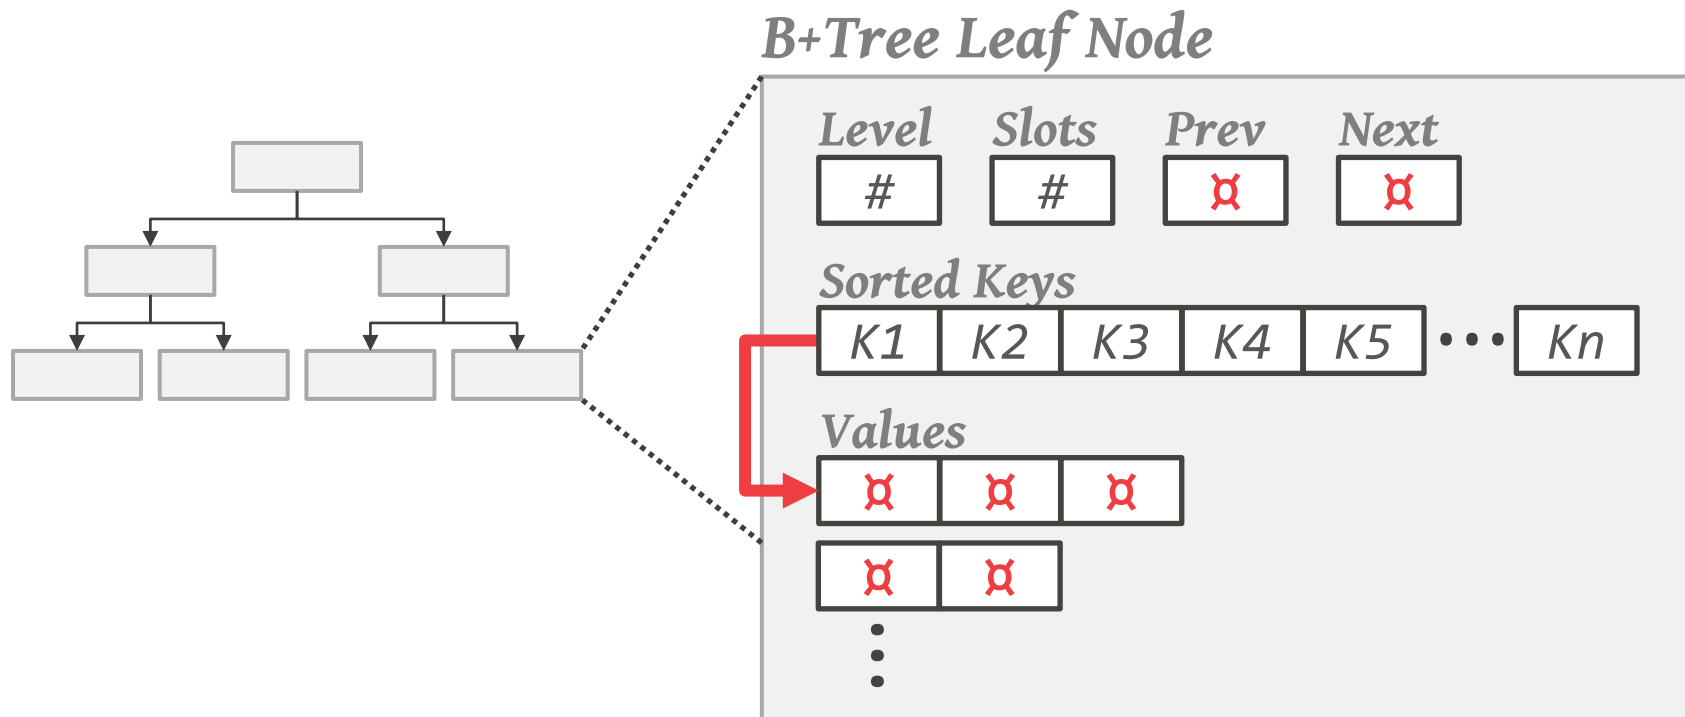 B+Tree Leaf Node
Level Slots Prev Next
# # ¤ ¤
Sorted Keys
K1 K2 K3 K4 K5 ••• Kn
Values
¤ ¤ ¤
¤ ¤